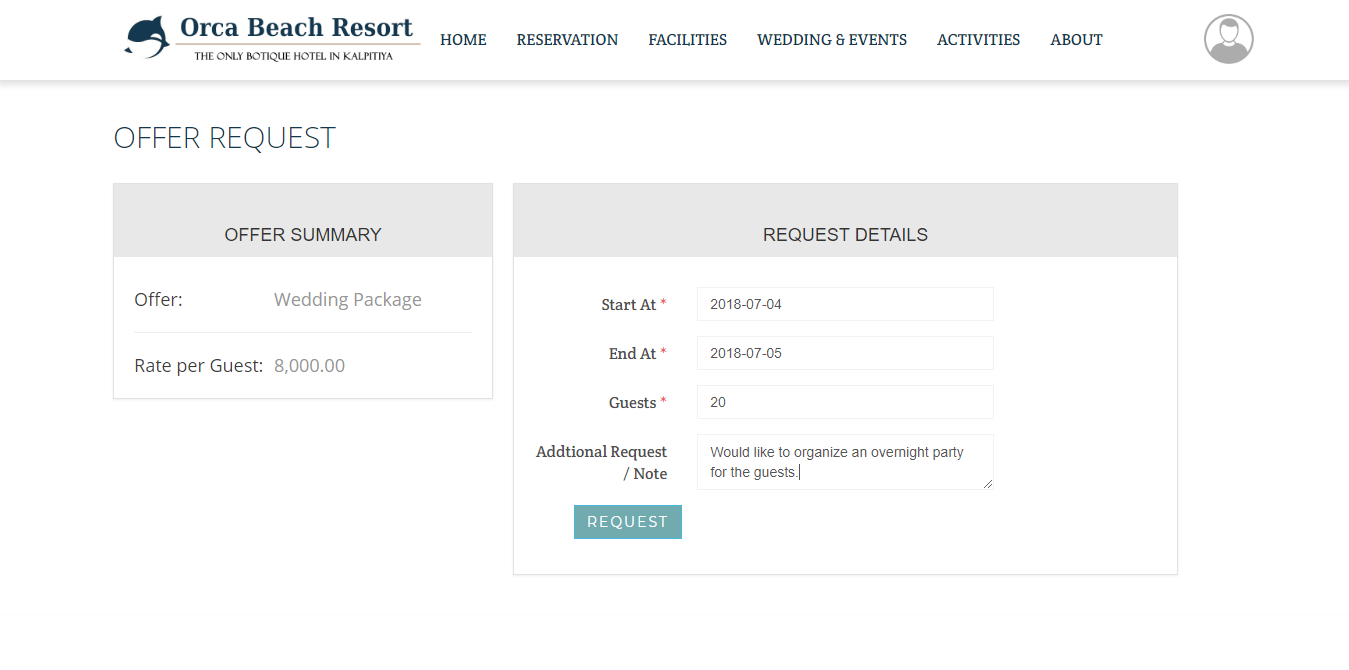 Orca Beach Resort
THE ONLY BOTIQUE HOTEL IN KALPITIYA
HOME RESERVATION FACILITIES WEDDING & EVENTS ACTIVITIES ABOUT
OFFER REQUEST
OFFER SUMMARY
Offer: Wedding Package
Rate per Guest: 8,000.00
REQUEST DETAILS
Start At * 2018-07-04
End At * 2018-07-05
Guests * 20
Addtional Request
/ Note
Would like to organize an overnight party
for the guests.
REQUEST